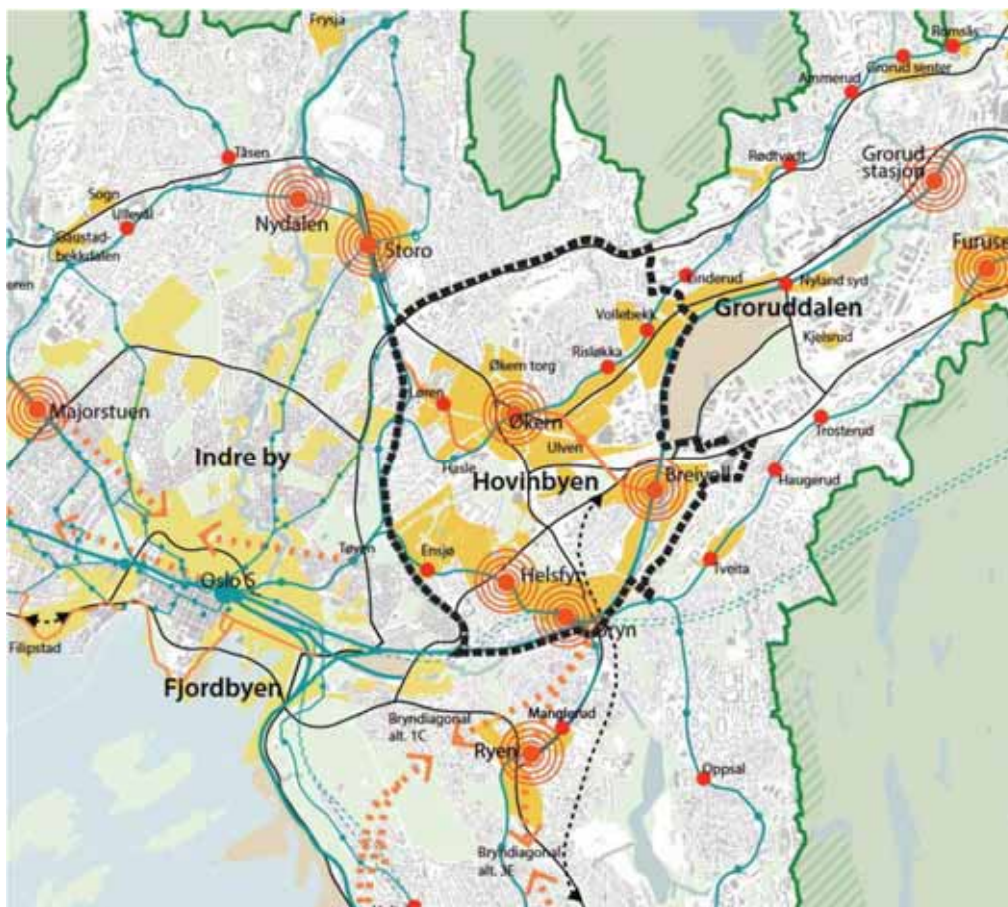 Frysja
Romsås
Grorud senter
Ammerud
Tåsen
Rødtvedt
Grorud
stasjon
Sogn
Nydalen
Ullevål
Gaustad-
bekkdalen
Storo
Furuse
Linderud
Nyland syd
Groruddalen
Vollebekk
Kjelsrud
Risløkka
Økern torg
Løren
Økern
Majorstuen
Trosterud
Ulven
Indre by
Hasle
Hovinbyen
Breivoll
Haugerud
Tøyen
Ensjø
Tveita
Oslo S
Helsfyr
Bryn
Filipstad
Fjordbyen
Bryndiagonal
alt. 1C
Manglerud
Ryen
Oppsal
Bryndiagonal
alt. 3E